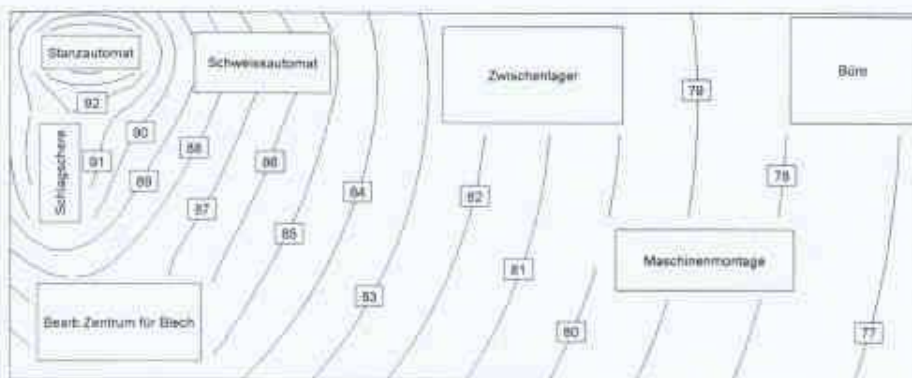 Stanzautomat
Schweissautomat
Zwischenlager
79
Büro
92
90
Schlagschere
91
88
86
78
89
84
82
87
85
81
Maschinenmontage
83
Bearb.Zentrum für Blech
80
77